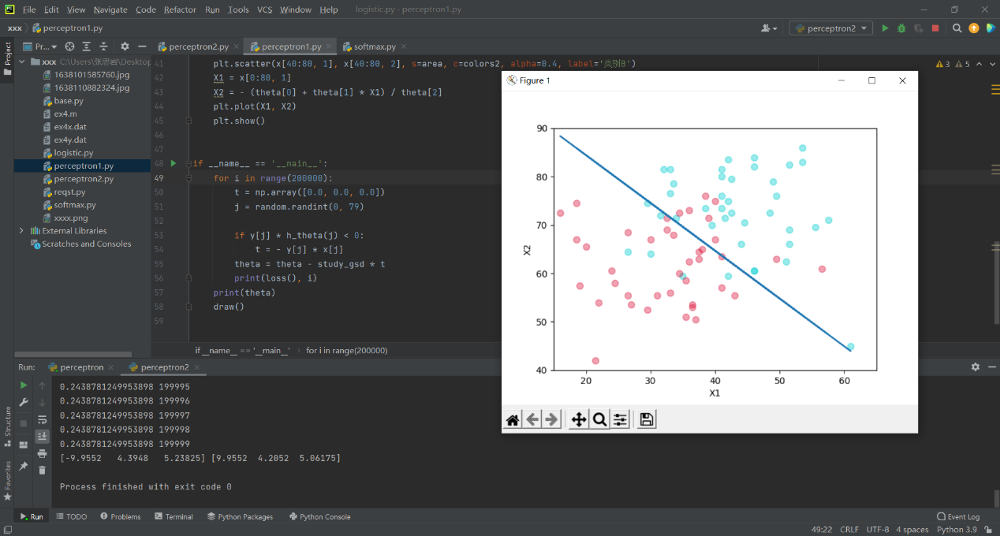 File Edit View Navigate Code Refactor Run Tools VCS Window Help logistic.py - perceptron1.py
xxx perceptron1.py
perceptron2
Pr...
perceptron2.py perceptron1.py softmax.py
Project
xxx C:\Users\张思岩\Desktop
1638101585760.jpg
1638110882324.jpg
base.py
ex4.m
ex4x.dat
ex4y.dat
logistic.py
perceptron1.py
perceptron2.py
reqst.py
softmax.py
xxxx.png
External Libraries
Scratches and Consoles
41 plt.scatter(x[40:80, 1], x[40:80, 2], s=area, c=colors2, alpha=0.4, label='类别B')
3 5
42 X1 = x[0:80, 1]
43 X2 = - (theta[0] + theta[1] * X1) / theta[2]
44 plt.plot(X1, X2)
45 plt.show()
46
47
48 if __name__ == '__main__':
49 for i in range(200000):
50 t = np.array([0.0, 0.0, 0.0])
51 j = random.randint(0, 79)
52
53 if y[j] * h_theta(j) < 0:
54 t = - y[j] * x[j]
55 theta = theta - study_gsd * t
56 print(loss(), i)
57 print(theta)
58 draw()
59
if __name__ == '__main__' for i in range(200000)
Figure 1
90
80
70
60
50
40
X2
20 30 40 50 60
X1
Run: perceptron perceptron2
0.2438781249953898 199995
0.2438781249953898 199996
0.2438781249953898 199997
0.2438781249953898 199998
0.2438781249953898 199999
[-9.9552 4.3948 5.23825] [9.9552 4.2052 5.06175]
Process finished with exit code 0
Structure
Favorites
Run TODO Problems Terminal Python Packages Python Console Event Log
49:22 CRLF UTF-8 4 spaces Python 3.9